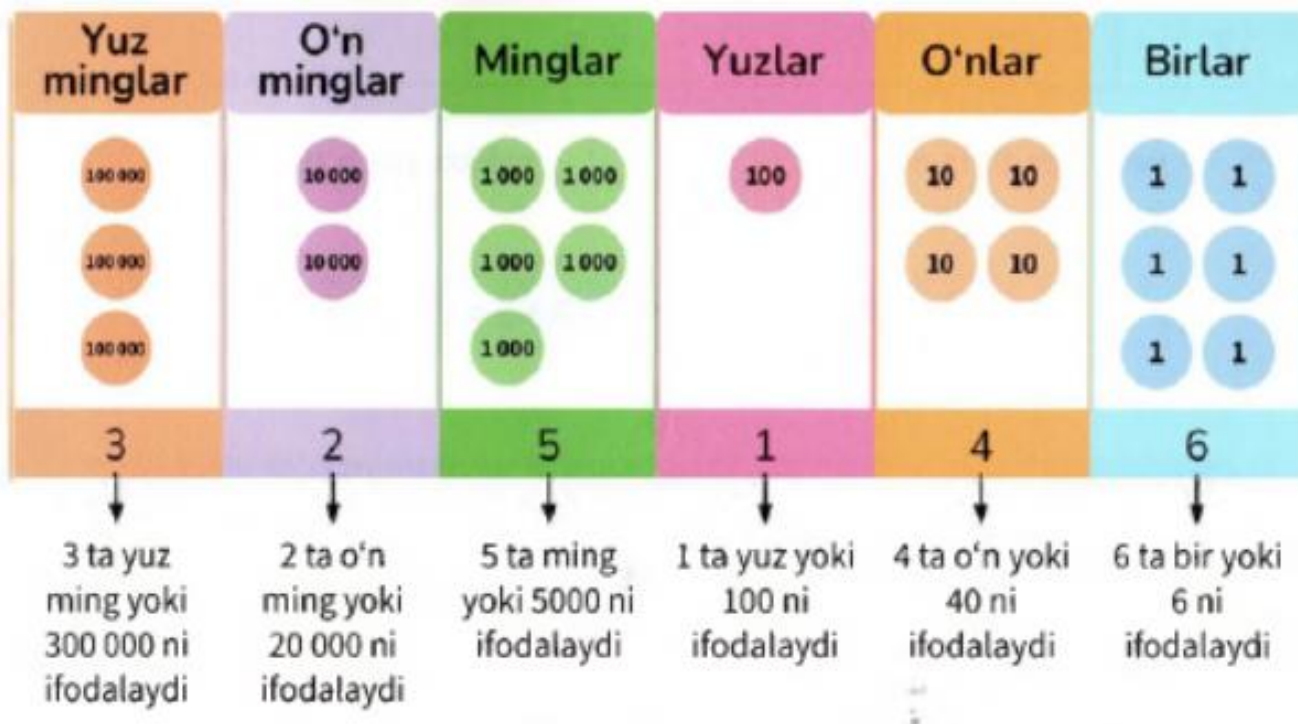 Yuz
minglar
O‘n
minglar
Minglar
Yuzlar
O‘nlar
Birlar
100 000
10 000
1 000 1 000
100
10 10
1 1
100 000
10 000
1 000 1 000
10 10
1 1
100 000
1 000
1 1
3
2
5
1
4
6
3 ta yuz
ming yoki
300 000 ni
ifodalaydi
2 ta o‘n
ming yoki
20 000 ni
ifodalaydi
5 ta ming
yoki 5000 ni
ifodalaydi
1 ta yuz yoki
100 ni
ifodalaydi
4 ta o‘n yoki
40 ni
ifodalaydi
6 ta bir yoki
6 ni
ifodalaydi